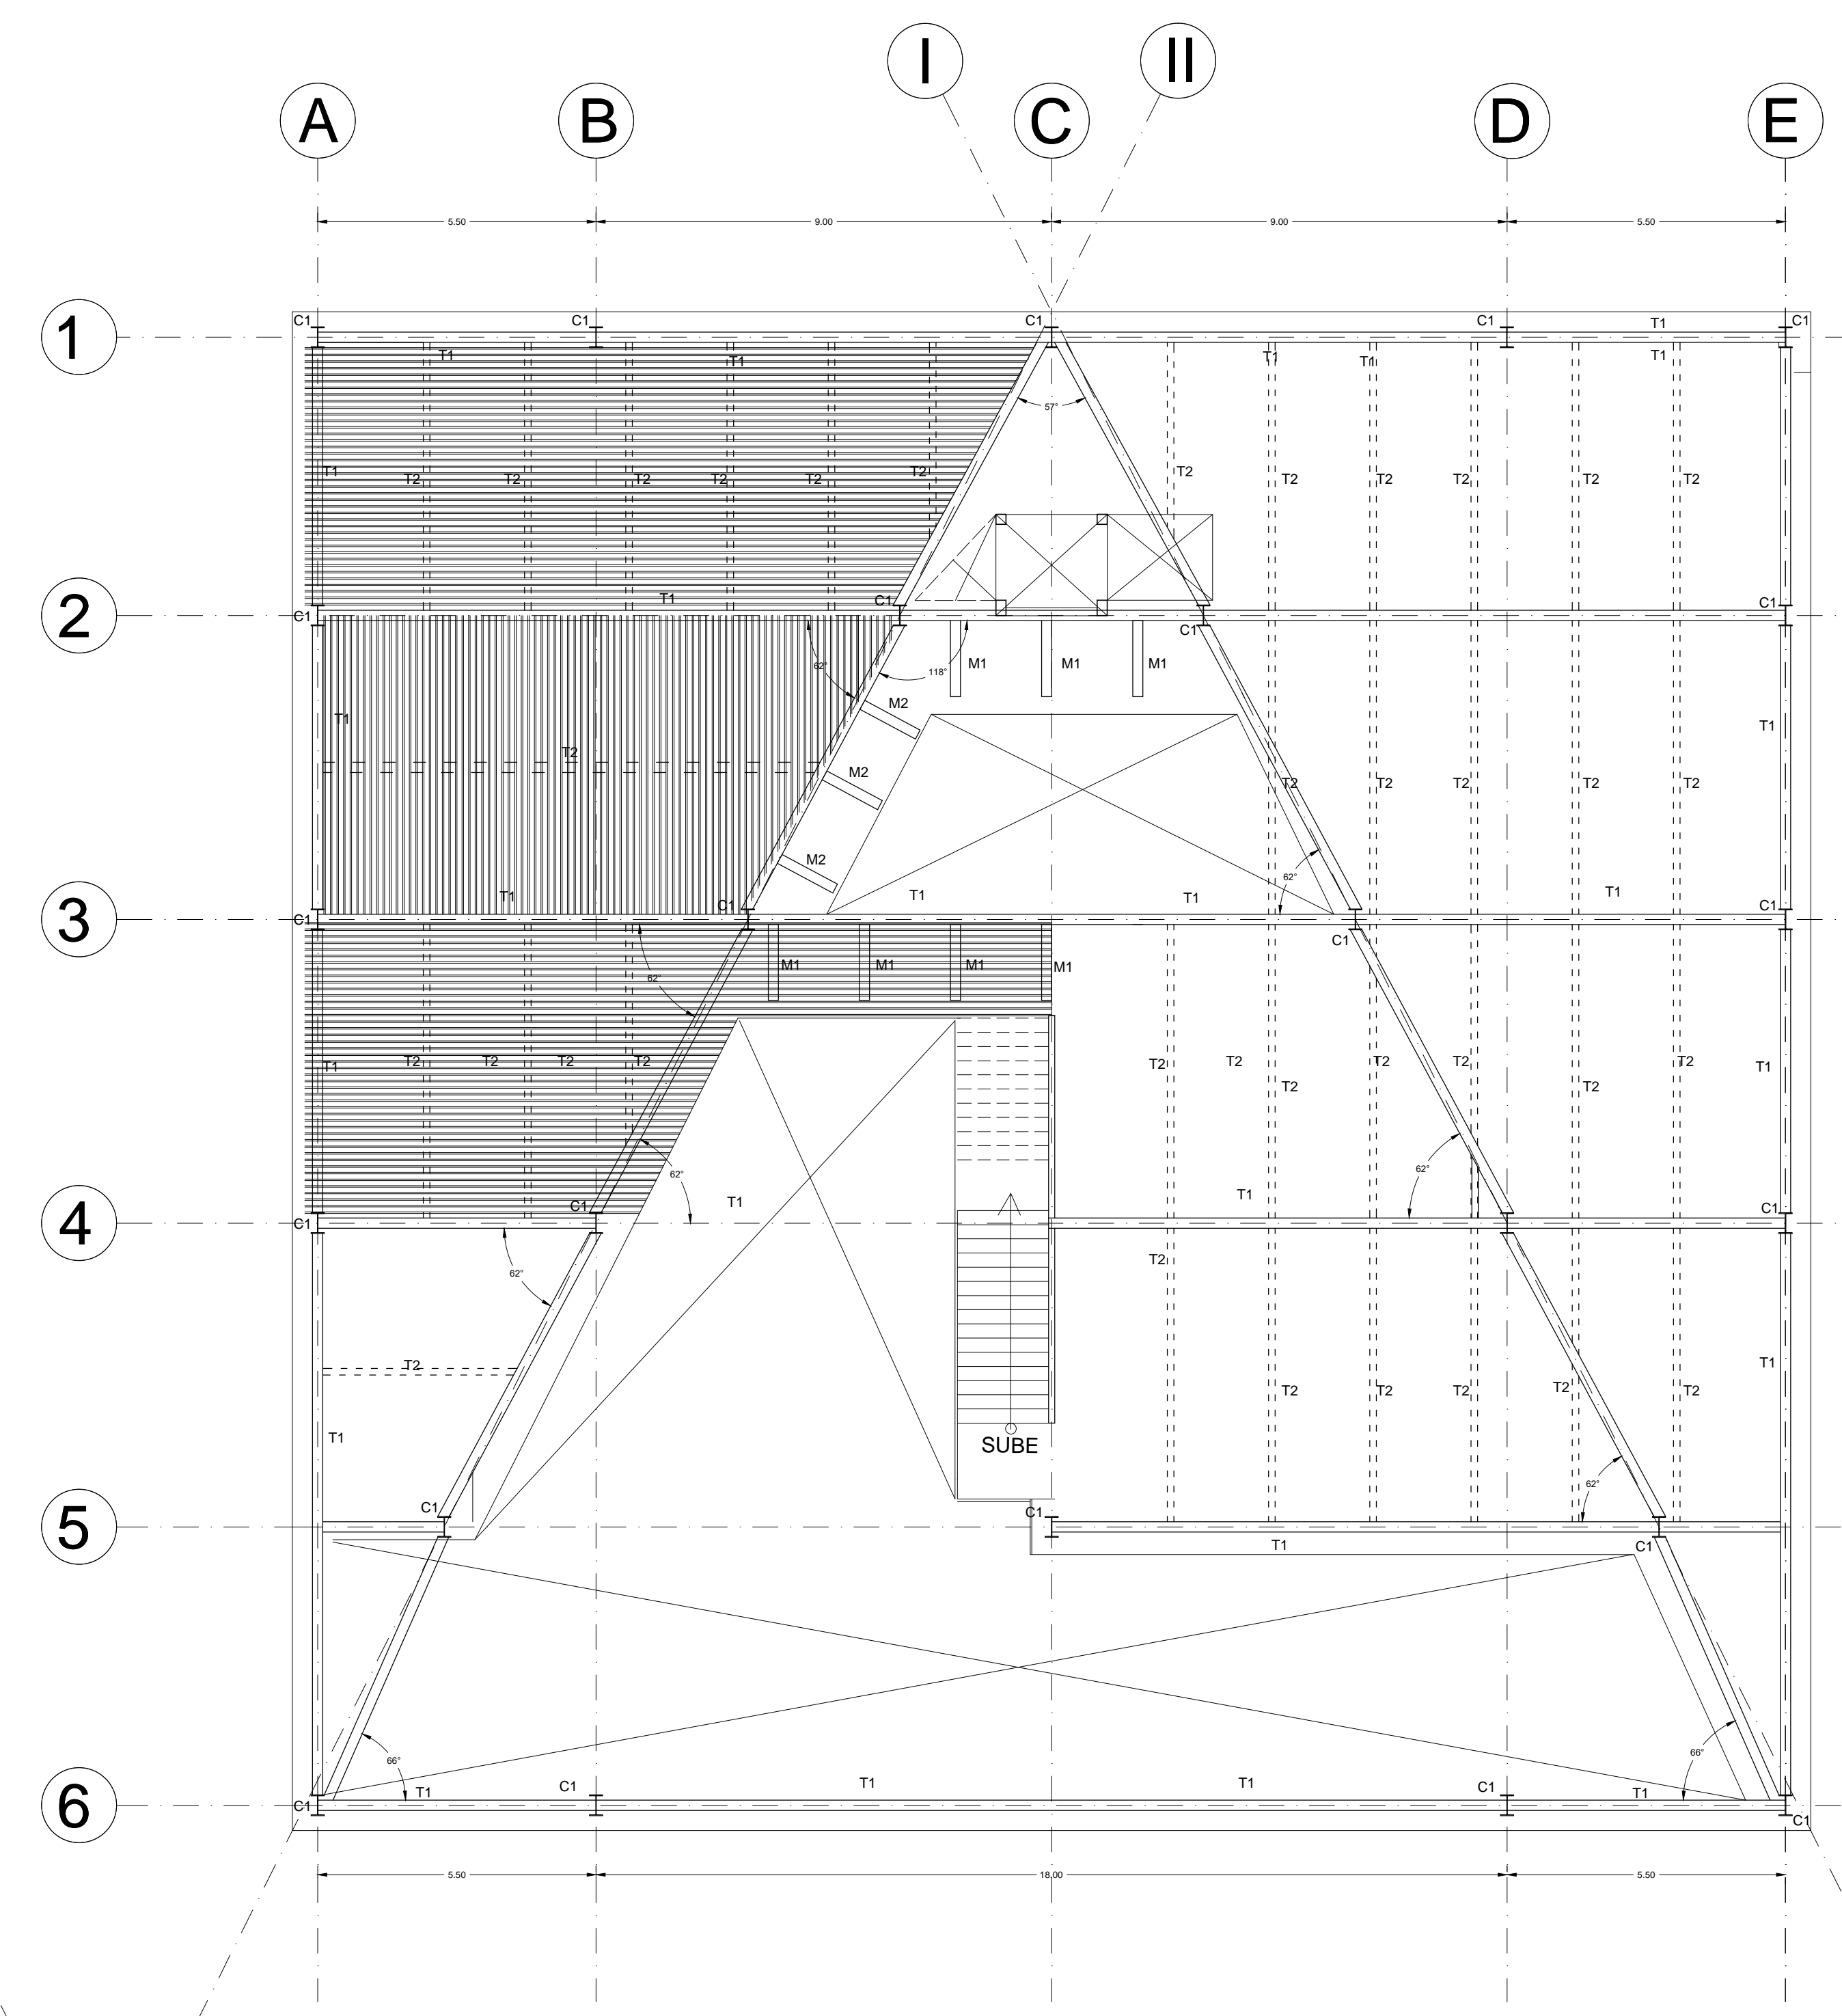 I II
A B C D E
5.50 9.00 9.00 5.50
C1 C1 C1 C1 T1 C1
1
T1 T1 T1 T1 T1
57°
T1 T2 T2 T2 T2 T2 T2 T2 T2 T2 T2 T2 T2
T1 C1 C1
2 C1
C1
62° 118° M1 M1 M1
M2
T1 T1
T2 M2 T2 T2 T2 T2 T2
M2 62°
T1 C1 T1 T1 T1 C1
3 C1
C1
62° M1 M1 M1 M1
T1 T2 T2 T2 T2 T2 T2 T2 T2 T2 T1
T2 T2
62° 62°
C1 T1 T1 C1
4 C1
62° T2
T2 T1
T2 T2 T2 T2 T2
T1 SUBE
62°
C1 C1
5
T1 C1
66° 66°
T1 C1 T1 T1 C1 T1
6 C1
C1
5.50 18.00 5.50